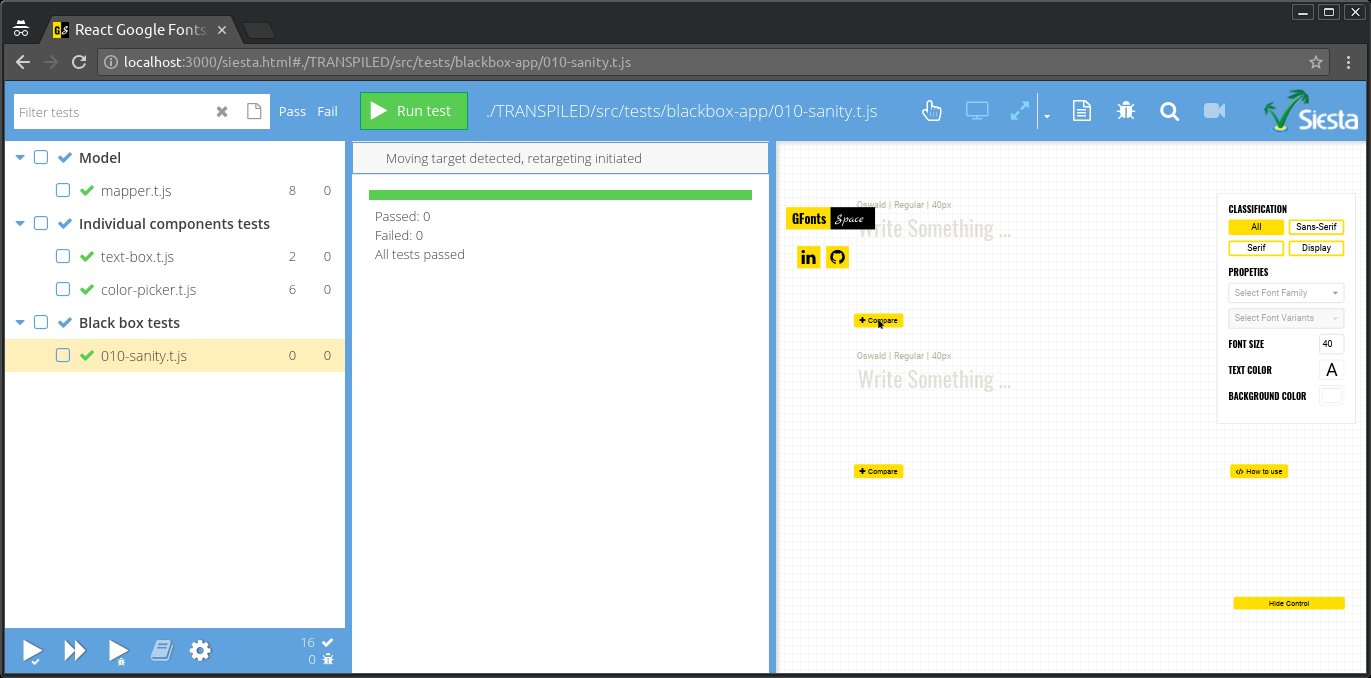 React Google Fonts
localhost:3000/siesta.html#./TRANSPILED/src/tests/blackbox-app/010-sanity.t.js
Filter tests
Pass Fail
Run test
./TRANSPILED/src/tests/blackbox-app/010-sanity.t.js
Siesta
Model
mapper.t.js 8 0
Individual components tests
text-box.t.js 2 0
color-picker.t.js 6 0
Black box tests
010-sanity.t.js 0 0
16
0
Moving target detected, retargeting initiated
Passed: 0
Failed: 0
All tests passed
Oswald | Regular | 40px
GFonts Space
Write Something ...
in
+ Compare
Oswald | Regular | 40px
Write Something ...
+ Compare
CLASSIFICATION
All Sans-Serif
Serif Display
PROPETIES
Select Font Family
Select Font Variants
FONT SIZE 40
TEXT COLOR A
BACKGROUND COLOR
</> How to use
Hide Control